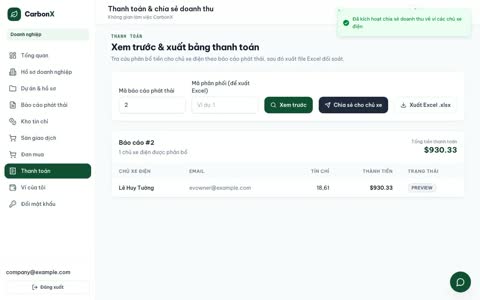 CarbonX
Doanh nghiệp
Tổng quan
Hồ sơ doanh nghiệp
Dự án & hồ sơ
Báo cáo phát thải
Kho tín chỉ
Sàn giao dịch
Đơn mua
Thanh toán
Ví của tôi
Đổi mật khẩu
company@example.com
Đăng xuất
Thanh toán & chia sẻ doanh thu
Không gian làm việc CarbonX
Đã kích hoạt chia sẻ doanh thu về ví các chủ xe điện.
THANH TOÁN
Xem trước & xuất bảng thanh toán
Tra cứu phân bổ tiền cho chủ xe điện theo báo cáo phát thải, sau đó xuất file Excel đối soát.
Mã báo cáo phát thải
2
Mã phân phối (để xuất Excel)
Ví dụ: 1
Xem trước
Chia sẻ cho chủ xe
Xuất Excel .xlsx
Báo cáo #2
1 chủ xe điện được phân bổ
Tổng tiền thanh toán
$930.33
CHỦ XE ĐIỆN EMAIL TÍN CHỈ THÀNH TIỀN TRẠNG THÁI
Lê Huy Tường evowner@example.com 18,61 $930.33 PREVIEW